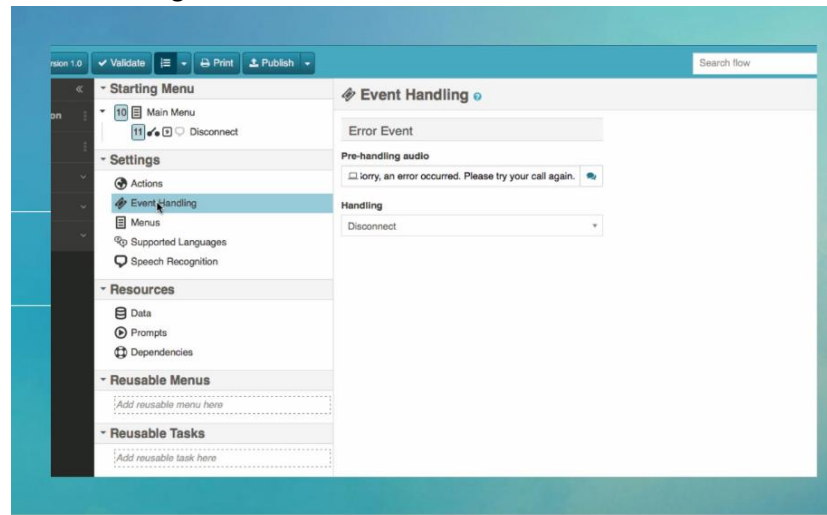 rsion 1.0
Validate
Print
Publish
Search flow
Starting Menu
10 Main Menu
11 Disconnect
Settings
Actions
Event Handling
Menus
Supported Languages
Speech Recognition
Resources
Data
Prompts
Dependencies
Reusable Menus
Add reusable menu here
Reusable Tasks
Add reusable task here
on
Event Handling
Error Event
Pre-handling audio
iorry, an error occurred. Please try your call again.
Handling
Disconnect